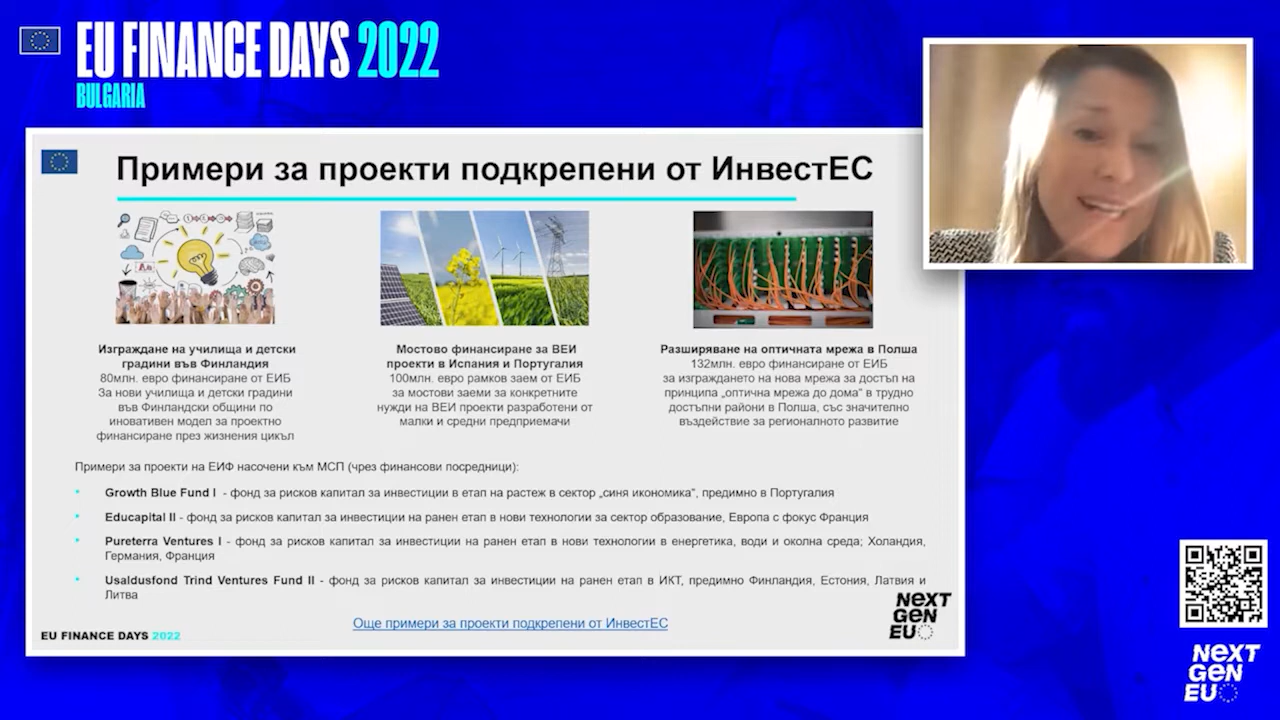 EU FINANCE DAYS 2022
BULGARIA
Примери за проекти подкрепени от ИнвестЕС
Изграждане на училища и детски
градини във Финландия
80млн. евро финансиране от ЕИБ
За нови училища и детски градини
във Финландски общини по
иновативен модел за проектно
финансиране през жизнения цикъл
Мостово финансиране за ВЕИ
проекти в Испания и Португалия
100млн. евро рамков заем от ЕИБ
за мостови заеми за конкретните
нужди на ВЕИ проекти разработени от
малки и средни предприемачи
Разширяване на оптичната мрежа в Полша
132млн. евро финансиране от ЕИБ
за изграждането на нова мрежа за достъп на
принципа „оптична мрежа до дома“ в трудно
достъпни райони в Полша, със значително
въздействие за регионалното развитие
Примери за проекти на ЕИФ насочени към МСП (чрез финансови посредници):
• Growth Blue Fund I - фонд за рисков капитал за инвестиции в етап на растеж в сектор „синя икономика“, предимно в Португалия
• Educapital II - фонд за рисков капитал за инвестиции на ранен етап в нови технологии за сектор образование, Европа с фокус Франция
• Pureterra Ventures I - фонд за рисков капитал за инвестиции на ранен етап в нови технологии в енергетика, води и околна среда; Холандия,
Германия, Франция
• Usaldusfond Trind Ventures Fund II - фонд за рисков капитал за инвестиции на ранен етап в ИКТ, предимно Финландия, Естония, Латвия и
Литва
Още примери за проекти подкрепени от ИнвестЕС
EU FINANCE DAYS 2022
NEXT
GEN
EU
NEXT
GEN
EU